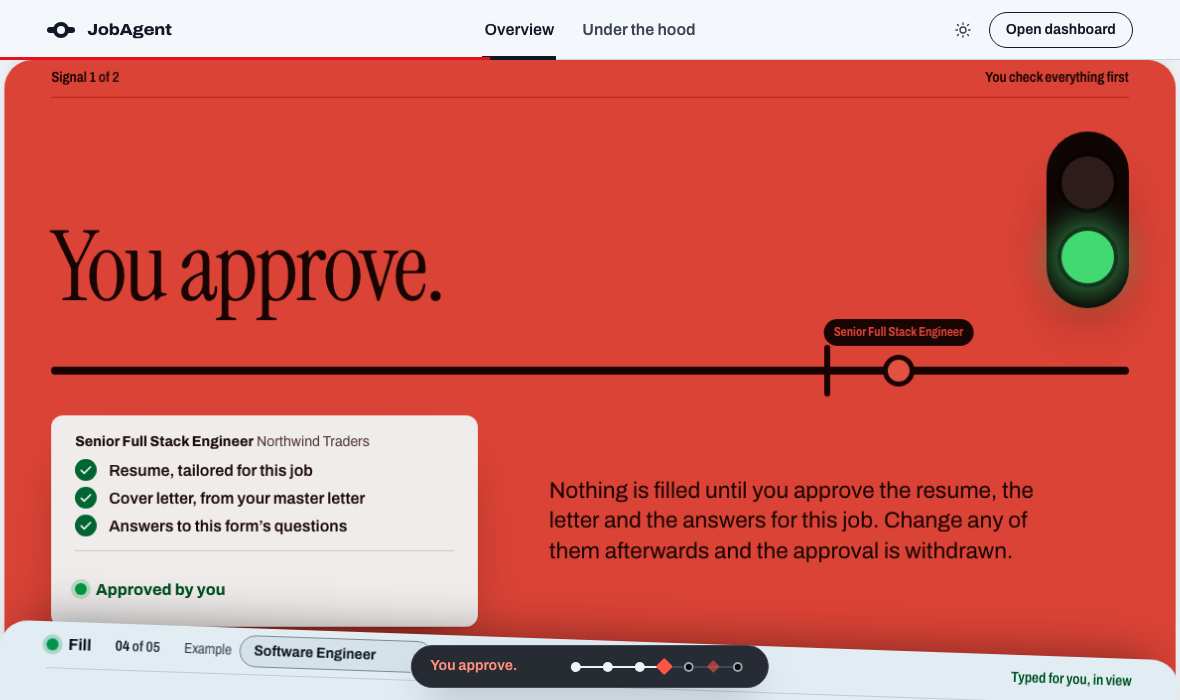 JobAgent
Overview
Under the hood
Open dashboard
Signal 1 of 2
You check everything first
You approve.
Senior Full Stack Engineer
Senior Full Stack Engineer Northwind Traders
Resume, tailored for this job
Cover letter, from your master letter
Answers to this form's questions
Approved by you
Nothing is filled until you approve the resume, the
letter and the answers for this job. Change any of
them afterwards and the approval is withdrawn.
Fill
04 of 05
Example
Software Engineer
You approve.
Typed for you, in view